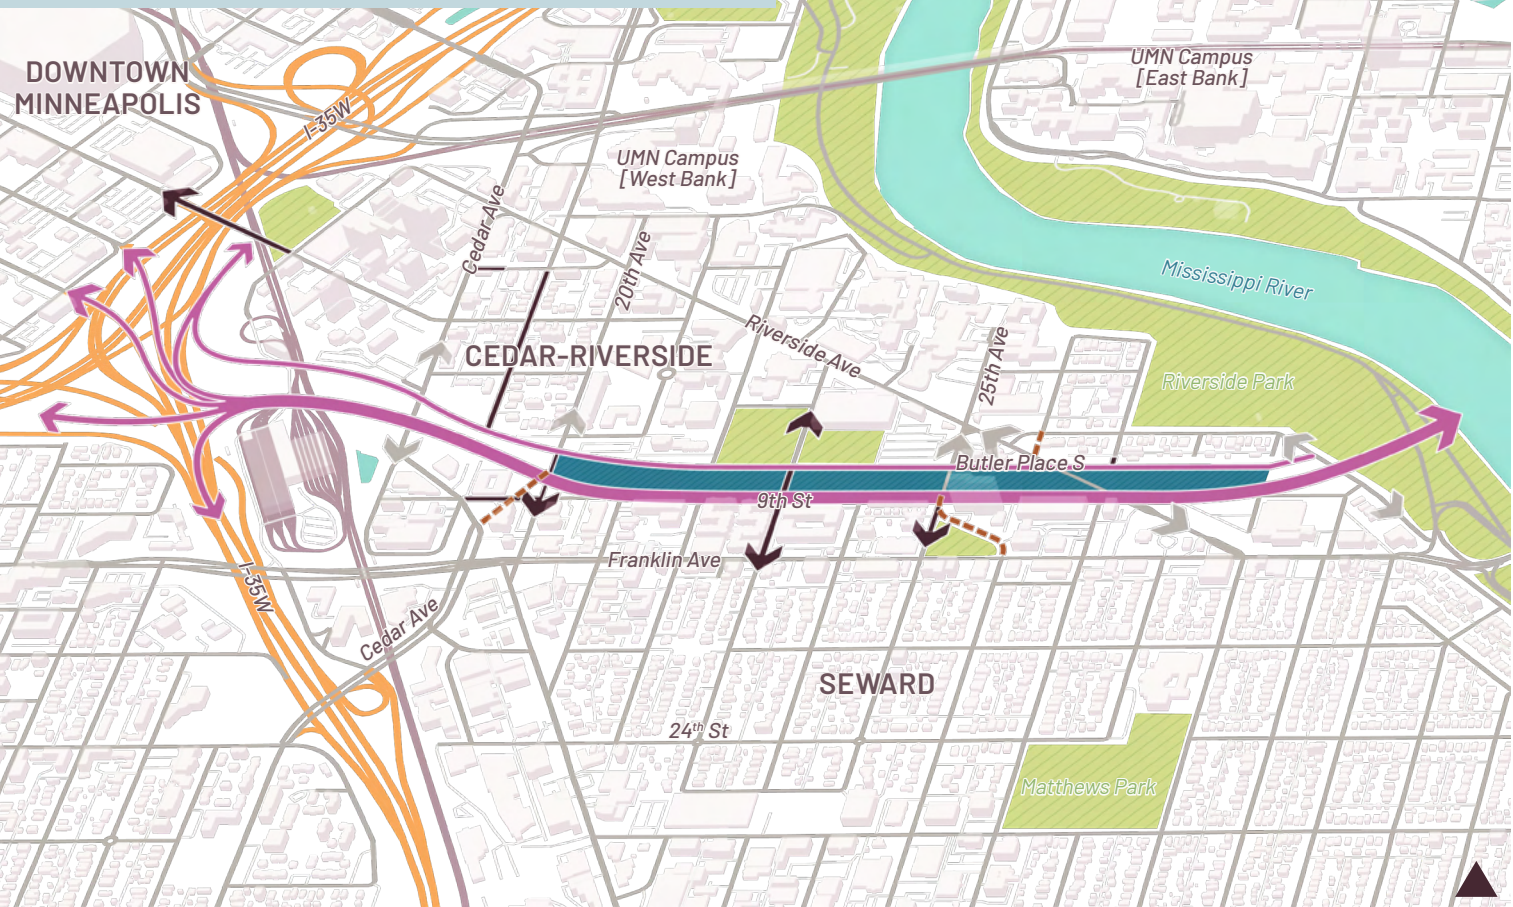 DOWNTOWN
MINNEAPOLIS
I-35W
UMN Campus
[East Bank]
UMN Campus
[West Bank]
Cedar Ave
20th Ave
Mississippi River
Riverside Ave
CEDAR-RIVERSIDE
25th Ave
Riverside Park
Butler Place S
9th St
Franklin Ave
I-35W
Cedar Ave
SEWARD
24th St
Matthews Park